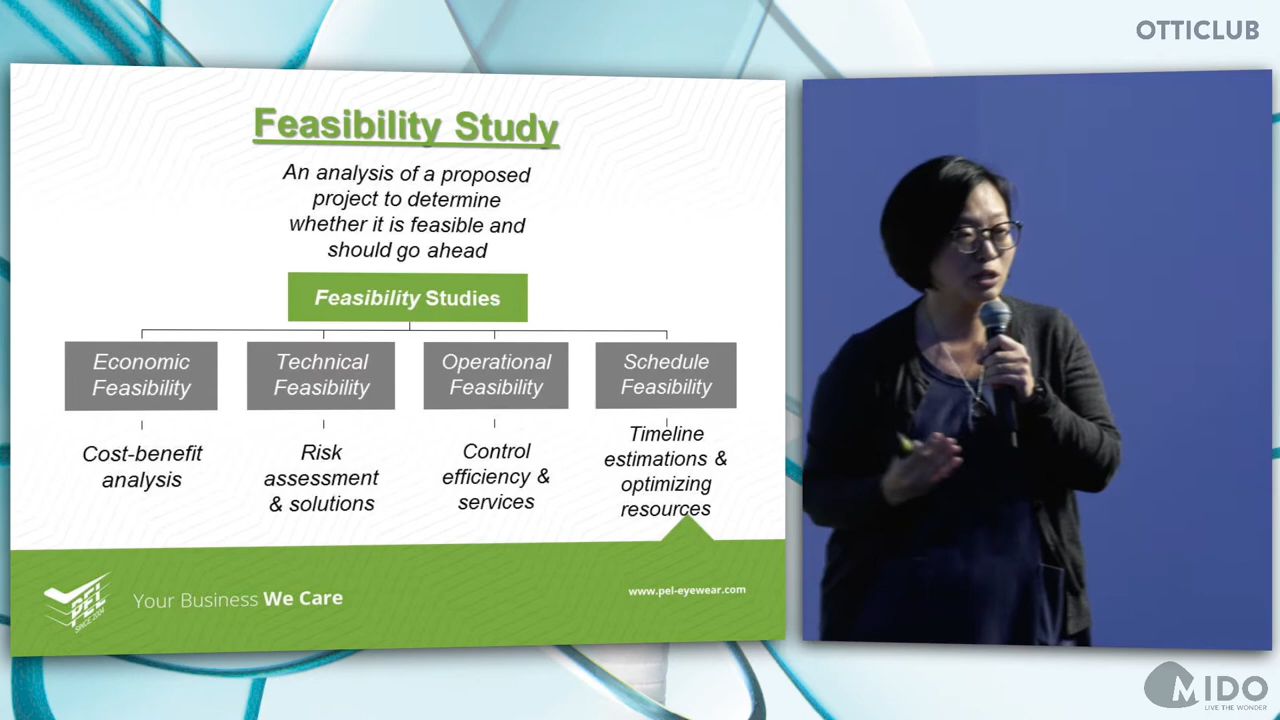 OTTICLUB
Feasibility Study
An analysis of a proposed
project to determine
whether it is feasible and
should go ahead
Feasibility Studies
Economic
Feasibility
Technical
Feasibility
Operational
Feasibility
Schedule
Feasibility
Cost-benefit
analysis
Risk
assessment
& solutions
Control
efficiency &
services
Timeline
estimations &
optimizing
resources
PEL
SINCE 2004
Your Business We Care
www.pel-eyewear.com
MIDO
LIVE THE WONDER